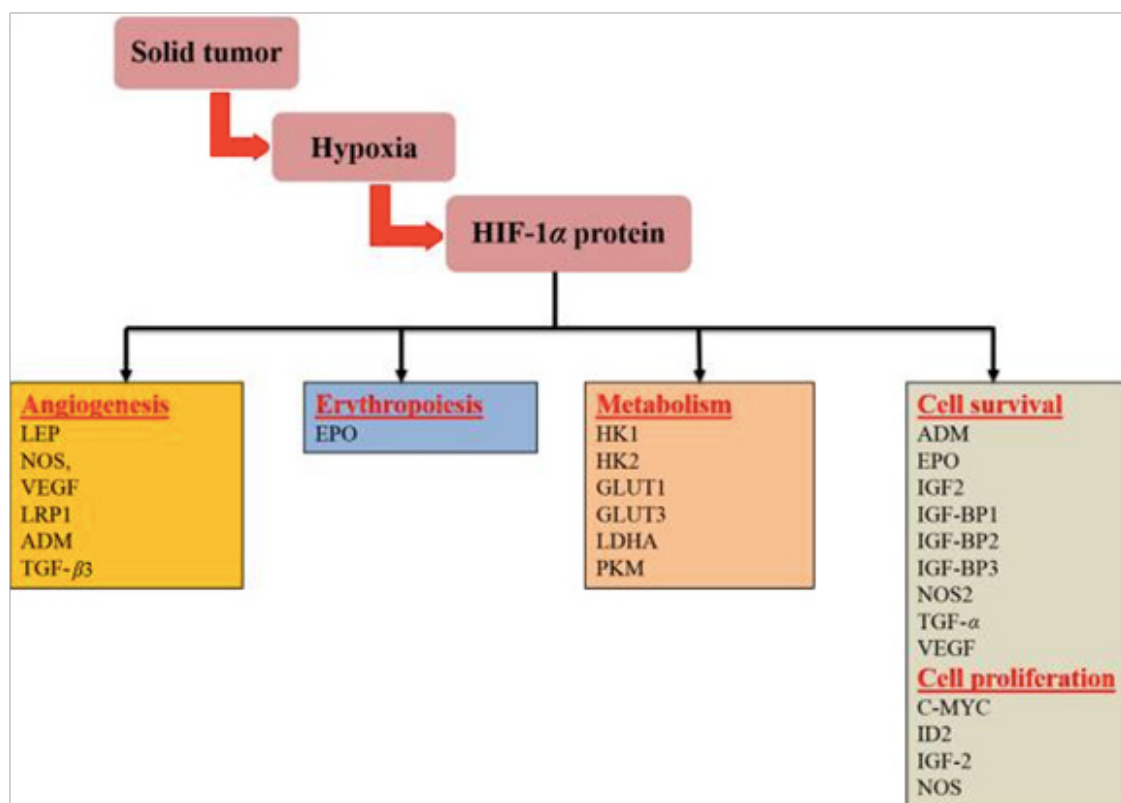 Solid tumor
Hypoxia
HIF-1α protein
Angiogenesis
LEP
NOS,
VEGF
LRP1
ADM
TGF-β3
Erythropoiesis
EPO
Metabolism
HK1
HK2
GLUT1
GLUT3
LDHA
PKM
Cell survival
ADM
EPO
IGF2
IGF-BP1
IGF-BP2
IGF-BP3
NOS2
TGF-α
VEGF
Cell proliferation
C-MYC
ID2
IGF-2
NOS